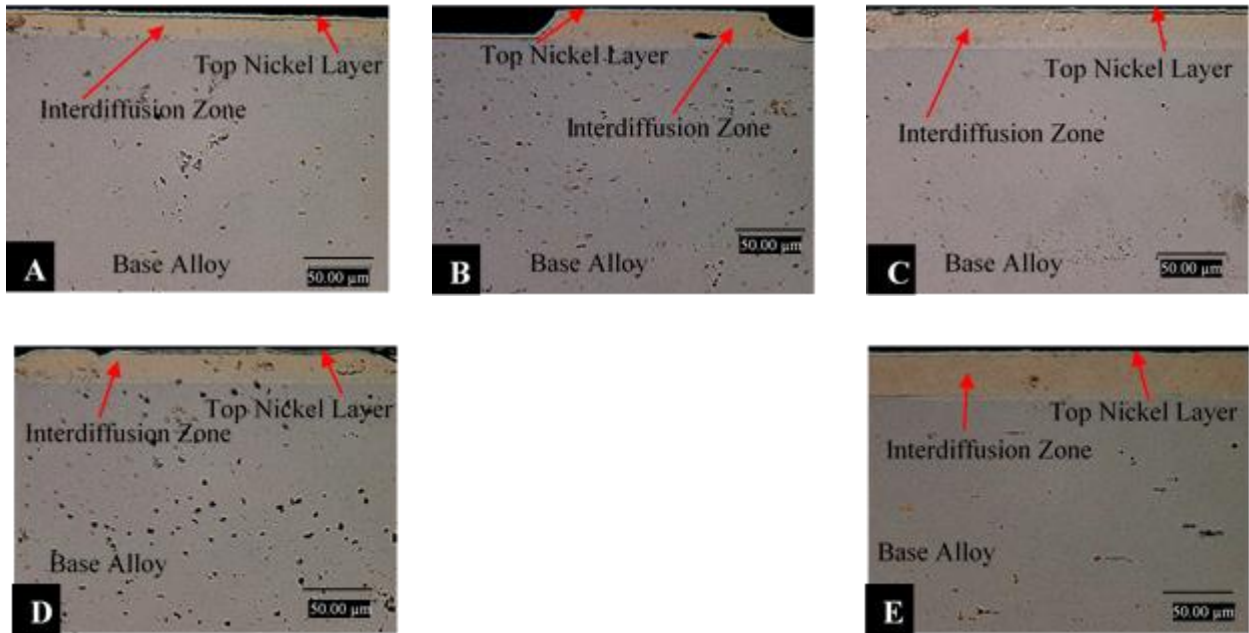 Top Nickel Layer
Interdiffusion Zone
Base Alloy
50.00 µm
A
Top Nickel Layer
Interdiffusion Zone
Base Alloy
50.00 µm
B
Top Nickel Layer
Interdiffusion Zone
Base Alloy
50.00 µm
C
Top Nickel Layer
Interdiffusion Zone
Base Alloy
50.00 µm
D
Top Nickel Layer
Interdiffusion Zone
Base Alloy
50.00 µm
E